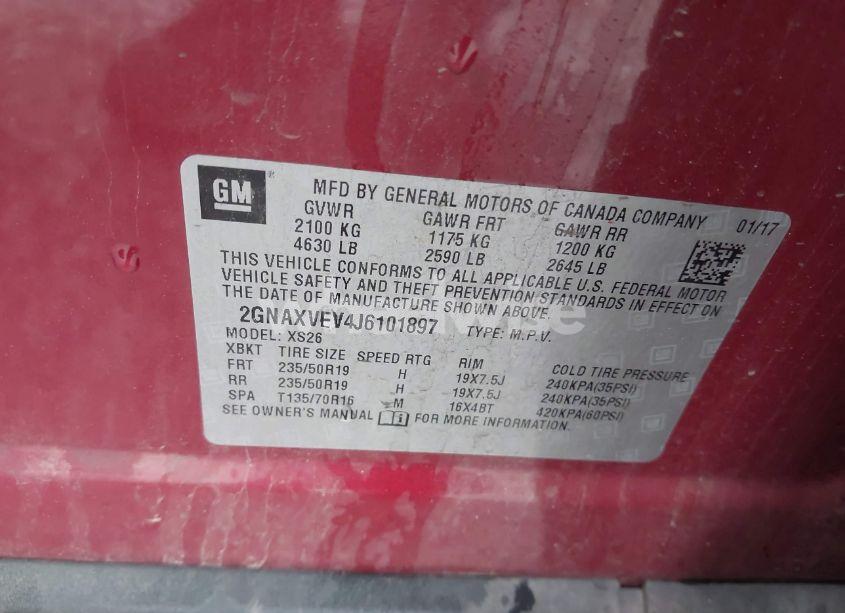 GM
MFD BY GENERAL MOTORS OF CANADA COMPANY 01/17
GVWR GAWR FRT GAWR RR
2100 KG 1175 KG 1200 KG
4630 LB 2590 LB 2645 LB
THIS VEHICLE CONFORMS TO ALL APPLICABLE U.S. FEDERAL MOTOR
VEHICLE SAFETY AND THEFT PREVENTION STANDARDS IN EFFECT ON
THE DATE OF MANUFACTURE SHOWN ABOVE.
2GNAXVEV4J6101897 TYPE: M.P.V.
MODEL: XS26
XBKT TIRE SIZE SPEED RTG RIM COLD TIRE PRESSURE
FRT 235/50R19 H 19X7.5J 240KPA(35PSI)
RR 235/50R19 H 19X7.5J 240KPA(35PSI)
SPA T135/70R16 M 16X4BT 420KPA(60PSI)
SEE OWNER'S MANUAL FOR MORE INFORMATION.